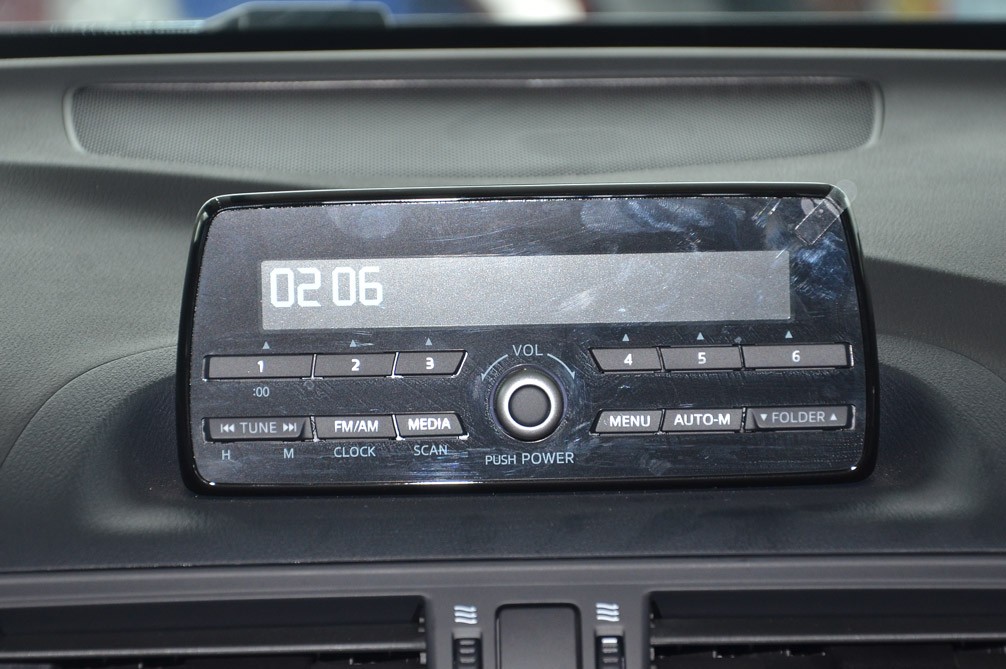 02 06
1 2 3 VOL 4 5 6
:00
TUNE FM/AM MEDIA MENU AUTO-M FOLDER
H M CLOCK SCAN PUSH POWER